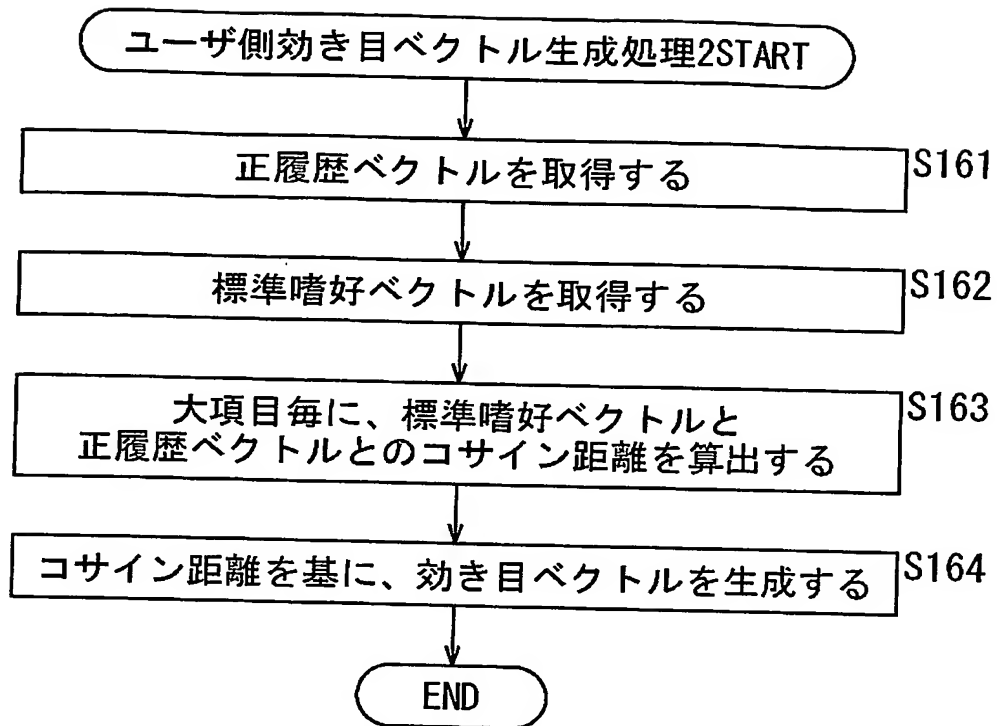 ユーザ側効き目ベクトル生成処理2START
正履歴ベクトルを取得する
S161
標準嗜好ベクトルを取得する
S162
大項目毎に、標準嗜好ベクトルと
正履歴ベクトルとのコサイン距離を算出する
S163
コサイン距離を基に、効き目ベクトルを生成する
S164
END